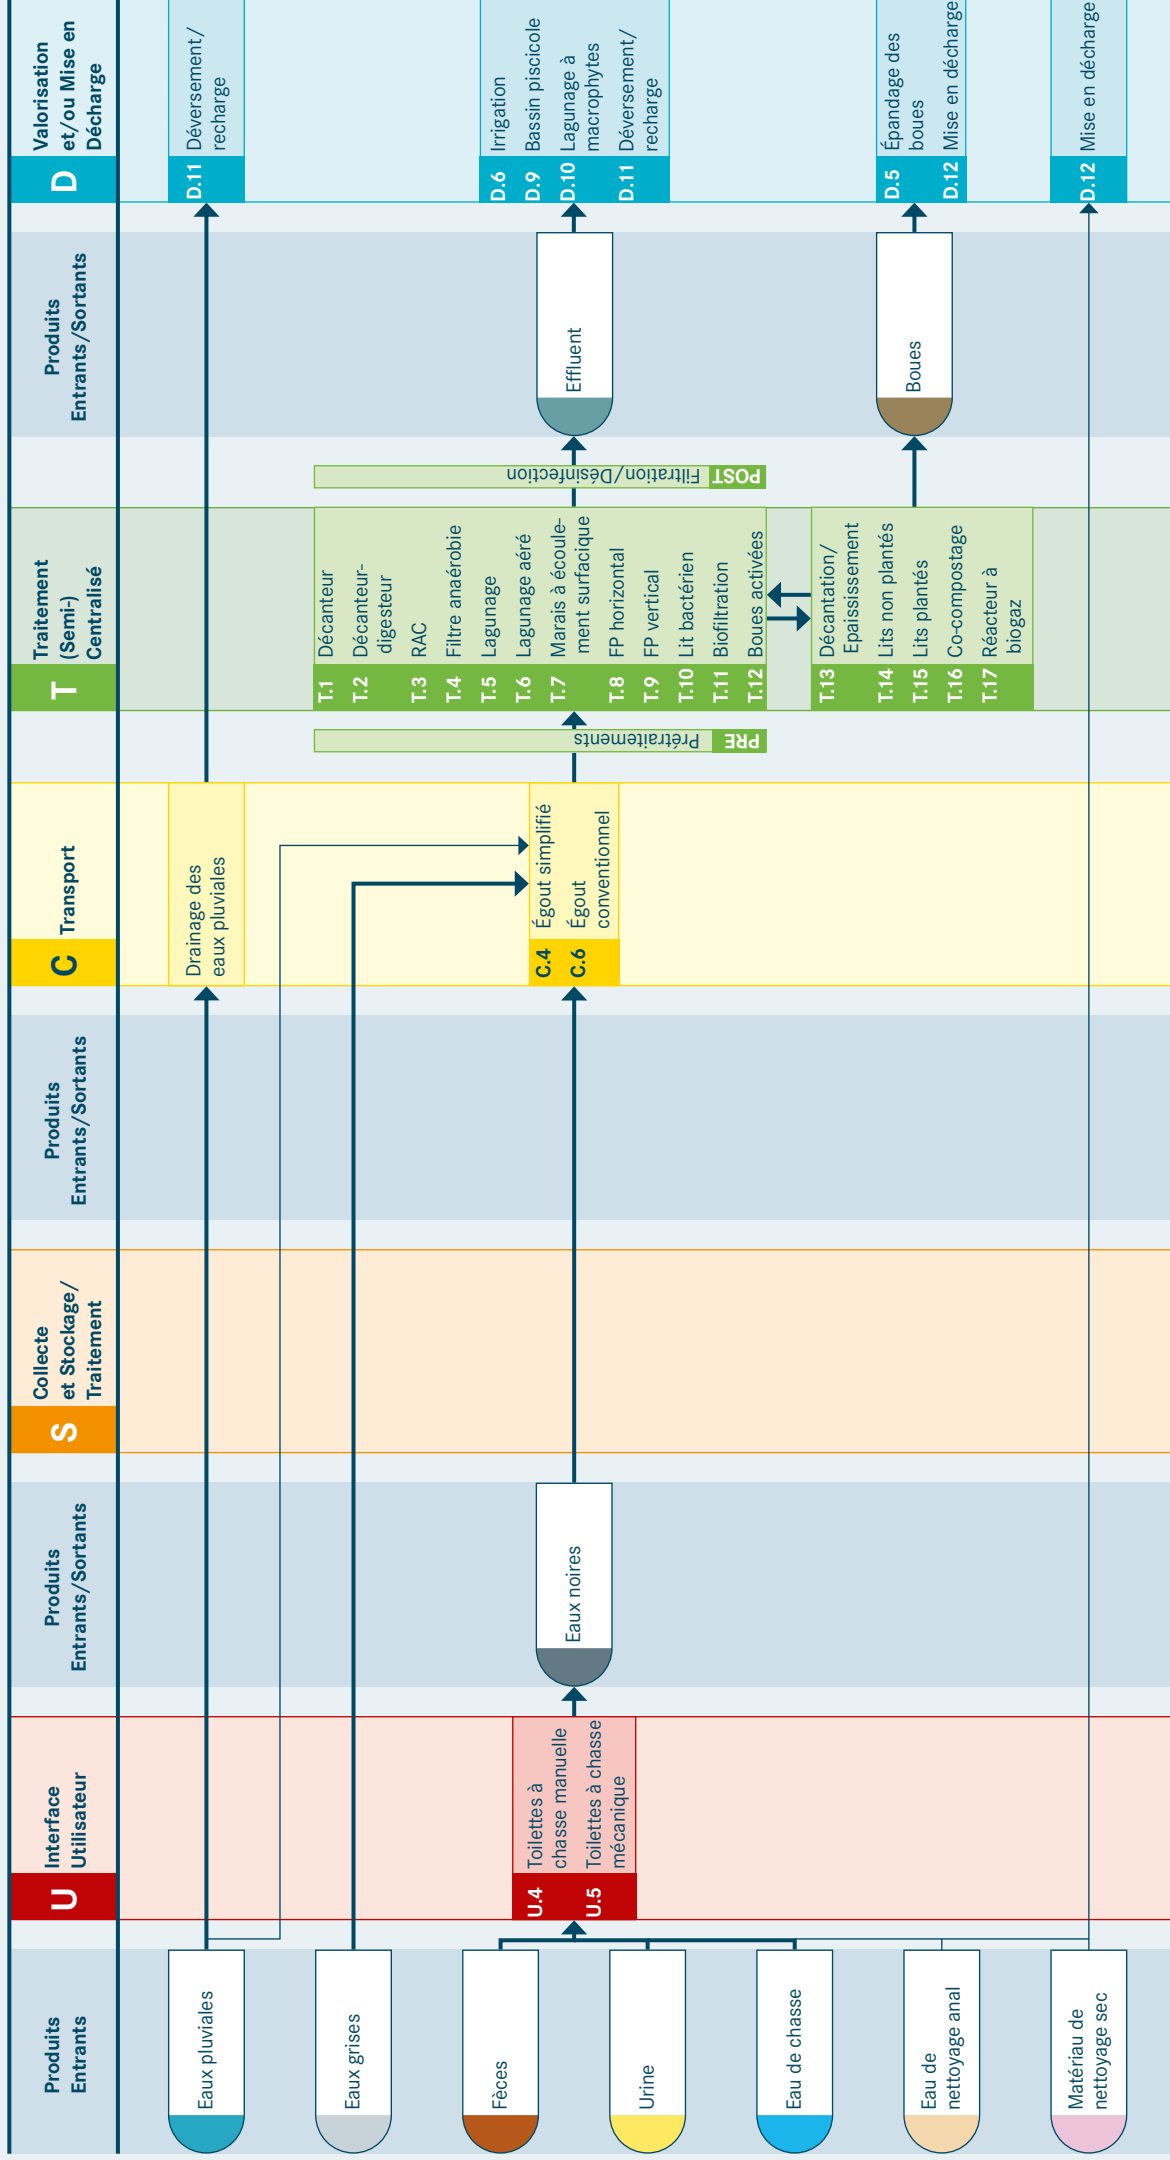 Produits
Entrants
U
Interface
Utilisateur
Produits
Entrants/Sortants
S
Collecte
et Stockage/
Traitement
Produits
Entrants/Sortants
C
Transport
T
Traitement
(Semi-)
Centralisé
Produits
Entrants/Sortants
D
Valorisation
et/ou Mise en
Décharge
Eaux pluviales
Drainage des
eaux pluviales
D.11 Déversement/
recharge
Eaux grises
Fèces
Urine
Eau de chasse
Eau de
nettoyage anal
Matériau de
nettoyage sec
U.4 Toilettes à
chasse manuelle
U.5 Toilettes à chasse
mécanique
Eaux noires
C.4 Égout simplifié
C.6 Égout
conventionnel
PRE Prétraitements
T.1 Décanteur
T.2 Décanteur-
digesteur
T.3 RAC
T.4 Filtre anaérobie
T.5 Lagunage
T.6 Lagunage aéré
T.7 Marais à écoule-
ment surfacique
T.8 FP horizontal
T.9 FP vertical
T.10 Lit bactérien
T.11 Biofiltration
T.12 Boues activées
T.13 Décantation/
Epaississement
T.14 Lits non plantés
T.15 Lits plantés
T.16 Co-compostage
T.17 Réacteur à
biogaz
POST Filtration/Désinfection
Effluent
Boues
D.6 Irrigation
D.9 Bassin piscicole
D.10 Lagunage à
macrophytes
D.11 Déversement/
recharge
D.5 Épandage des
boues
D.12 Mise en décharge
D.12 Mise en décharge